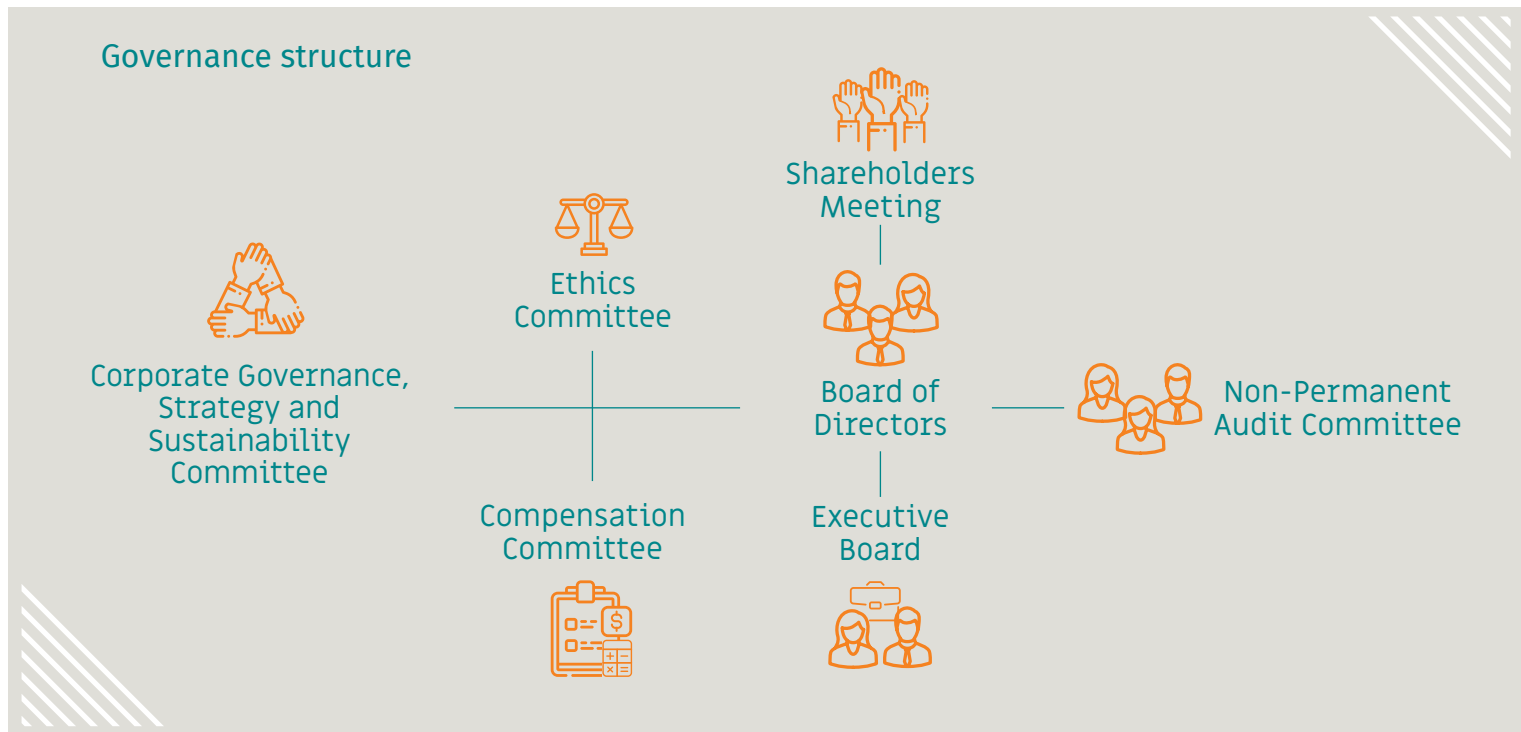 Governance structure
Shareholders
Meeting
Ethics
Committee
Corporate Governance,
Strategy and
Sustainability
Committee
Board of
Directors
Non-Permanent
Audit Committee
Compensation
Committee
Executive
Board
$
+ −
× =